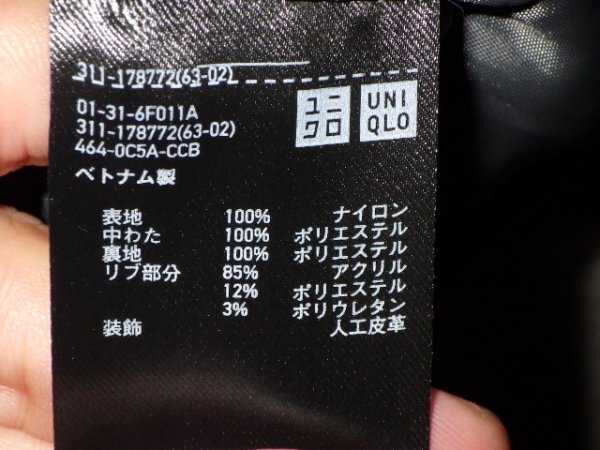 311-178772(63-02)
ユニ
クロ
UNI
QLO
01-31-6F011A
311-178772(63-02)
464-0C5A-CCB
ベトナム製
表地 100% ナイロン
中わた 100% ポリエステル
裏地 100% ポリエステル
リブ部分 85% アクリル
12% ポリエステル
3% ポリウレタン
装飾 人工皮革